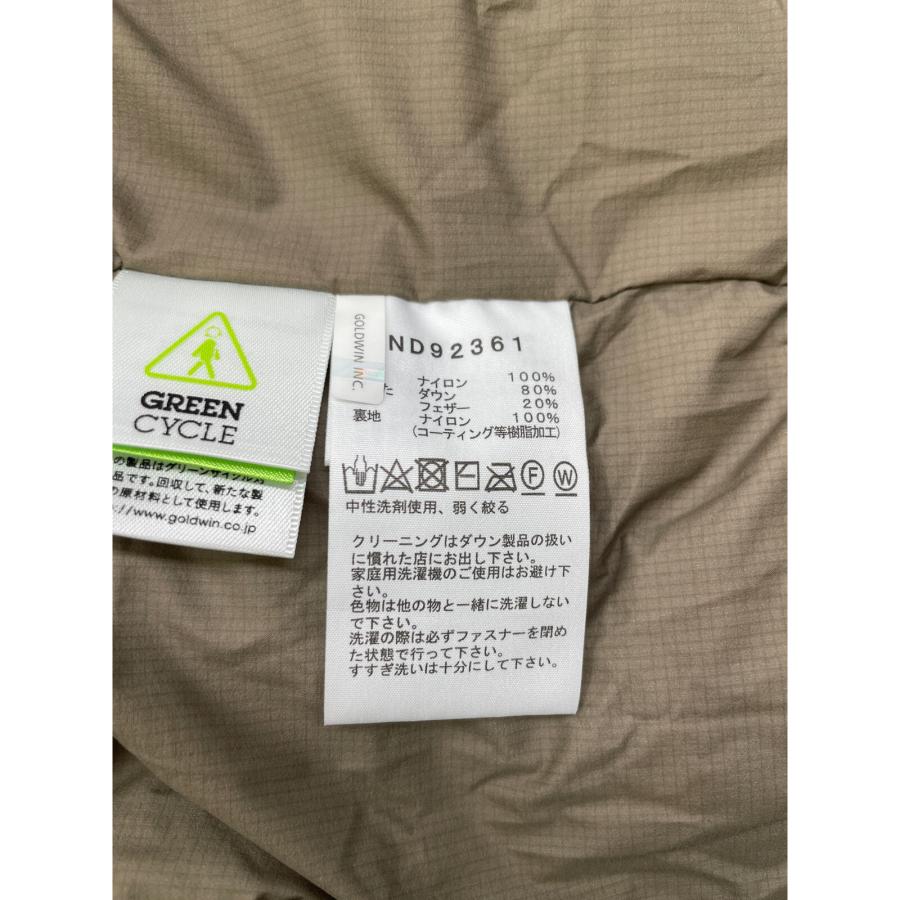 GREEN
CYCLE
の製品はグリーンサイクル
品です。回収して、新たな製
の原材料として使用します。
://www.goldwin.co.jp
GOLDWIN INC.
ND92361
ナイロン 100%
た ダウン 80%
フェザー 20%
裏地 ナイロン 100%
(コーティング等樹脂加工)
F W
中性洗剤使用、弱く絞る
クリーニングはダウン製品の扱い
に慣れた店にお出し下さい。
家庭用洗濯機のご使用はお避け下
さい。
色物は他の物と一緒に洗濯しない
で下さい。
洗濯の際は必ずファスナーを閉め
た状態で行って下さい。
すすぎ洗いは十分にして下さい。